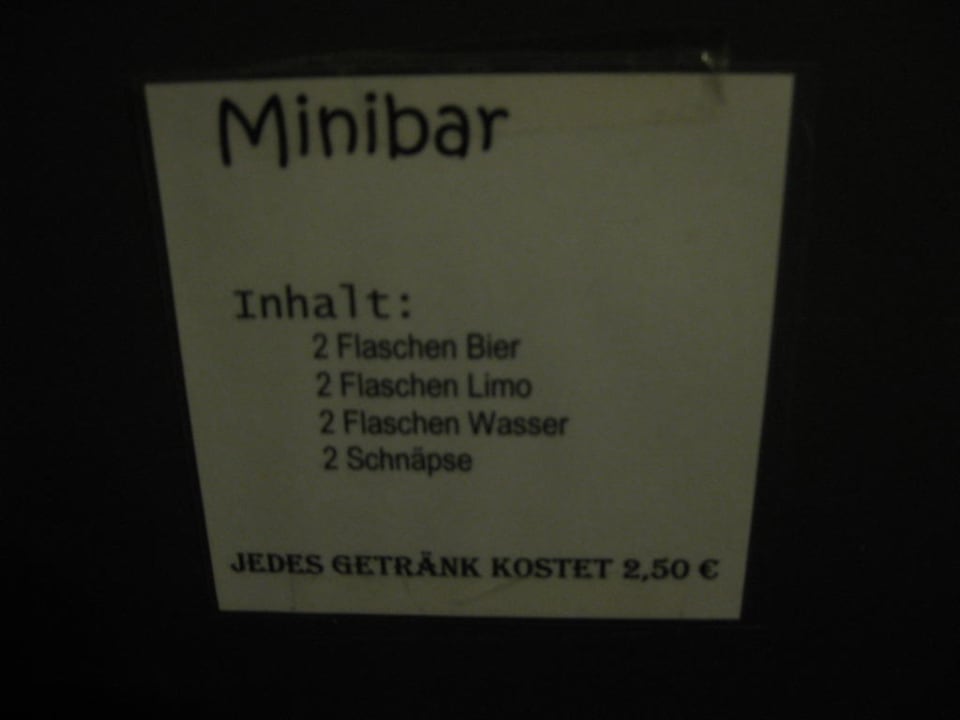 Minibar
Inhalt:
2 Flaschen Bier
2 Flaschen Limo
2 Flaschen Wasser
2 Schnäpse
JEDES GETRÄNK KOSTET 2,50 €